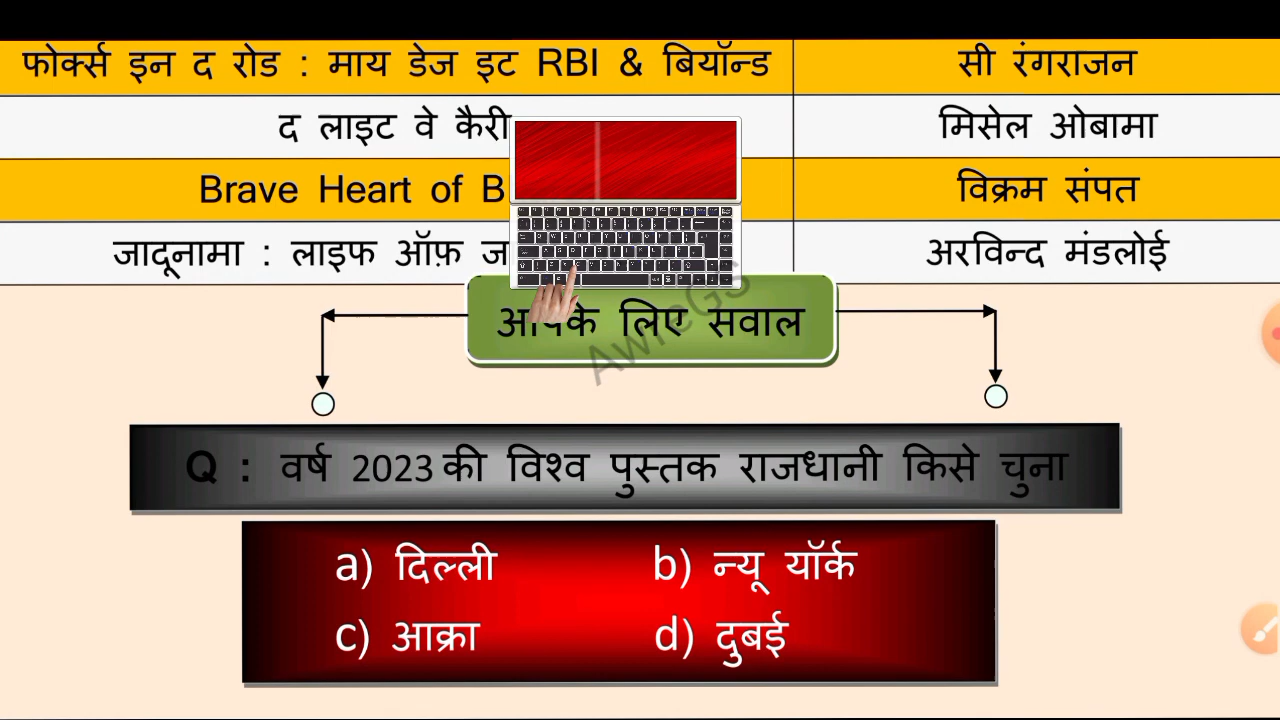 फोर्क्स इन द रोड : माय डेज इट RBI & बियॉन्ड सी रंगराजन
द लाइट वे कैरी मिसेल ओबामा
Brave Heart of विक्रम संपत
जादूनामा : लाइफ ऑफ़ अरविन्द मंडलोई
आपके लिए सवाल
Q : वर्ष 2023 की विश्व पुस्तक राजधानी किसे चुना
a) दिल्ली b) न्यू यॉर्क
c) आक्रा d) दुबई